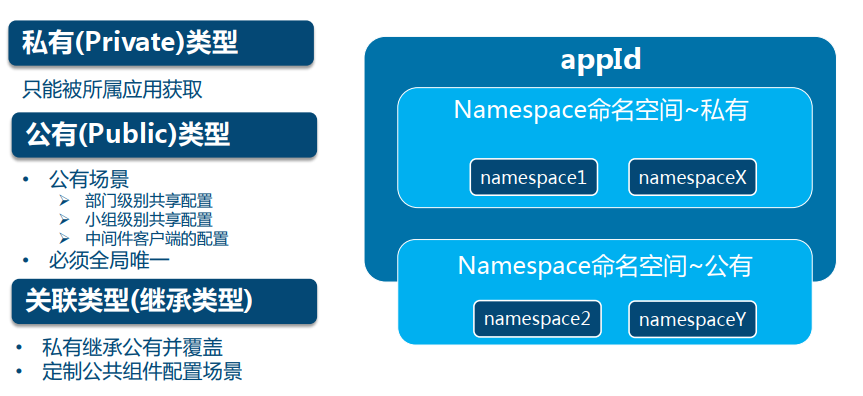 私有(Private)类型
只能被所属应用获取
公有(Public)类型
• 公有场景
➢ 部门级别共享配置
➢ 小组级别共享配置
➢ 中间件客户端的配置
• 必须全局唯一
关联类型(继承类型)
• 私有继承公有并覆盖
• 定制公共组件配置场景
appId
Namespace命名空间~私有
namespace1
namespaceX
Namespace命名空间~公有
namespace2
namespaceY